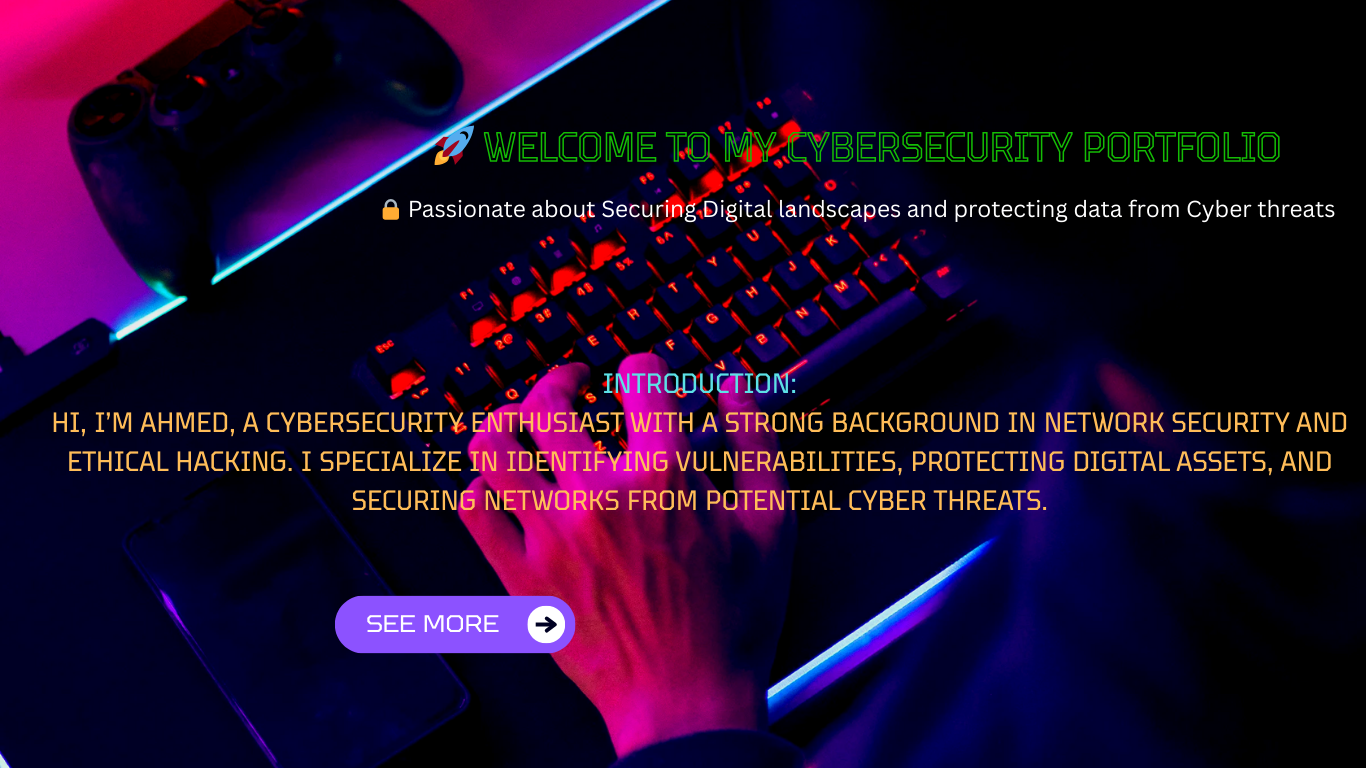 🚀 WELCOME TO MY CYBERSECURITY PORTFOLIO
🔒 Passionate about Securing Digital landscapes and protecting data from Cyber threats
INTRODUCTION:
HI, I'M AHMED, A CYBERSECURITY ENTHUSIAST WITH A STRONG BACKGROUND IN NETWORK SECURITY AND
ETHICAL HACKING. I SPECIALIZE IN IDENTIFYING VULNERABILITIES, PROTECTING DIGITAL ASSETS, AND
SECURING NETWORKS FROM POTENTIAL CYBER THREATS.
SEE MORE